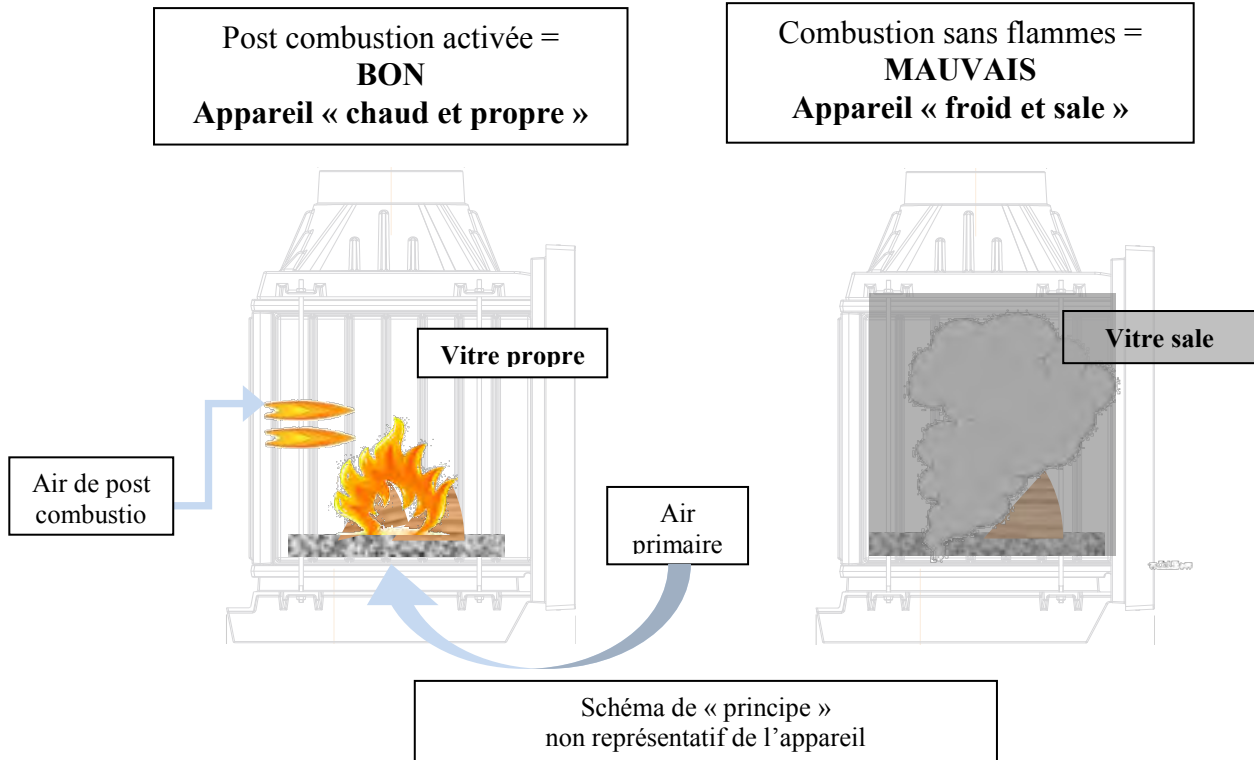 Post combustion activée =
BON
Appareil « chaud et propre »
Combustion sans flammes =
MAUVAIS
Appareil « froid et sale »
Vitre propre
Vitre sale
Air de post
combustio
Air
primaire
Schéma de « principe »
non représentatif de l’appareil